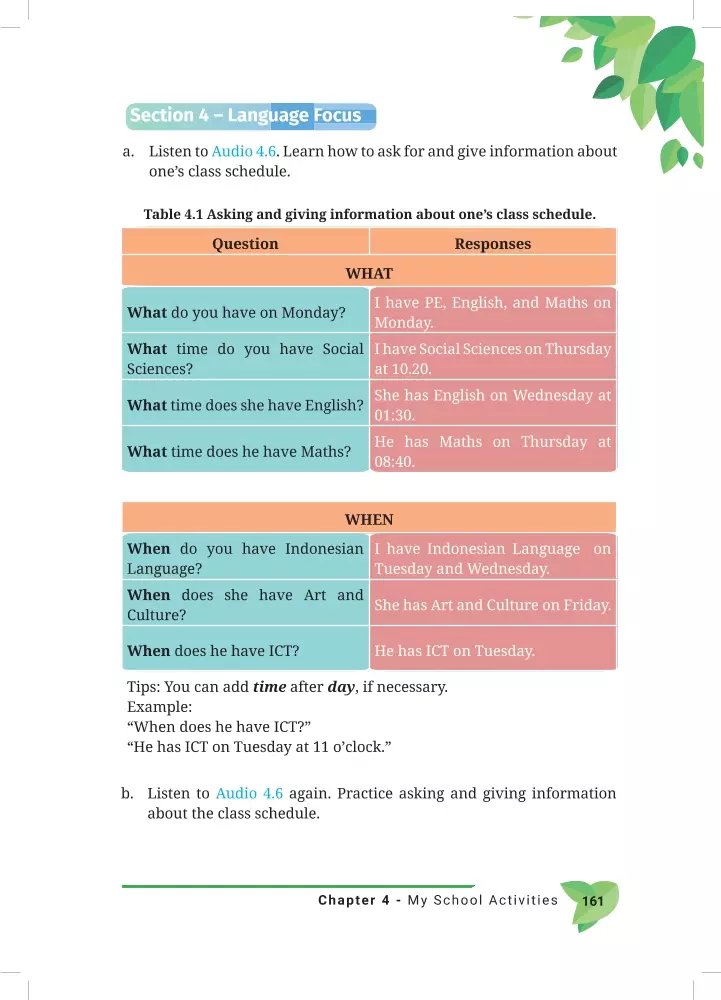 Section 4 – Language Focus
a. Listen to Audio 4.6. Learn how to ask for and give information about
one's class schedule.
Table 4.1 Asking and giving information about one's class schedule.
Question Responses
WHAT
What do you have on Monday?
I have PE, English, and Maths on
Monday.
What time do you have Social
Sciences?
I have Social Sciences on Thursday
at 10.20.
What time does she have English?
She has English on Wednesday at
01:30.
What time does he have Maths?
He has Maths on Thursday at
08:40.
WHEN
When do you have Indonesian
Language?
I have Indonesian Language on
Tuesday and Wednesday.
When does she have Art and
Culture?
She has Art and Culture on Friday.
When does he have ICT?
He has ICT on Tuesday.
Tips: You can add time after day, if necessary.
Example:
“When does he have ICT?”
“He has ICT on Tuesday at 11 o’clock.”
b. Listen to Audio 4.6 again. Practice asking and giving information
about the class schedule.
Chapter 4 - My School Activities 161